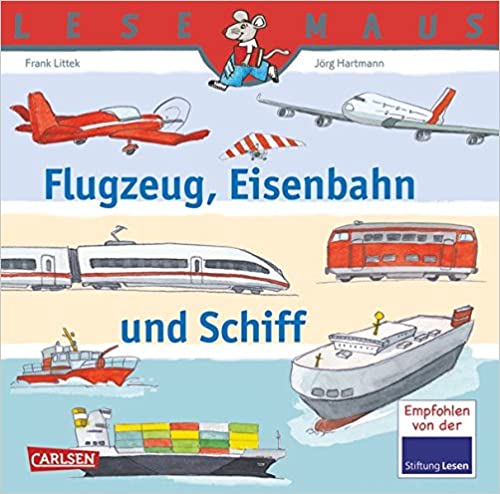 LESEMAUS
Frank Littek
Jörg Hartmann
Flugzeug, Eisenbahn
und Schiff
Empfohlen
von der
Stiftung Lesen
CARLSEN